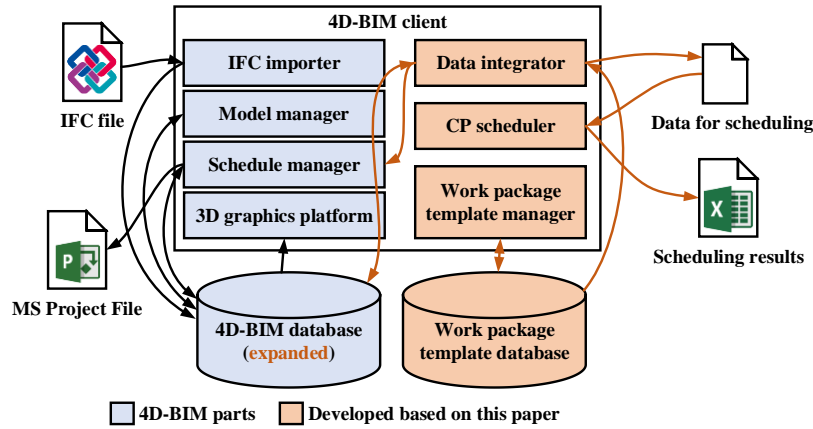 4D-BIM client
IFC importer
Data integrator
IFC file
Model manager
CP scheduler
Data for scheduling
Schedule manager
Work package
template manager
3D graphics platform
X
Scheduling results
P
MS Project File
4D-BIM database
(expanded)
Work package
template database
4D-BIM parts
Developed based on this paper